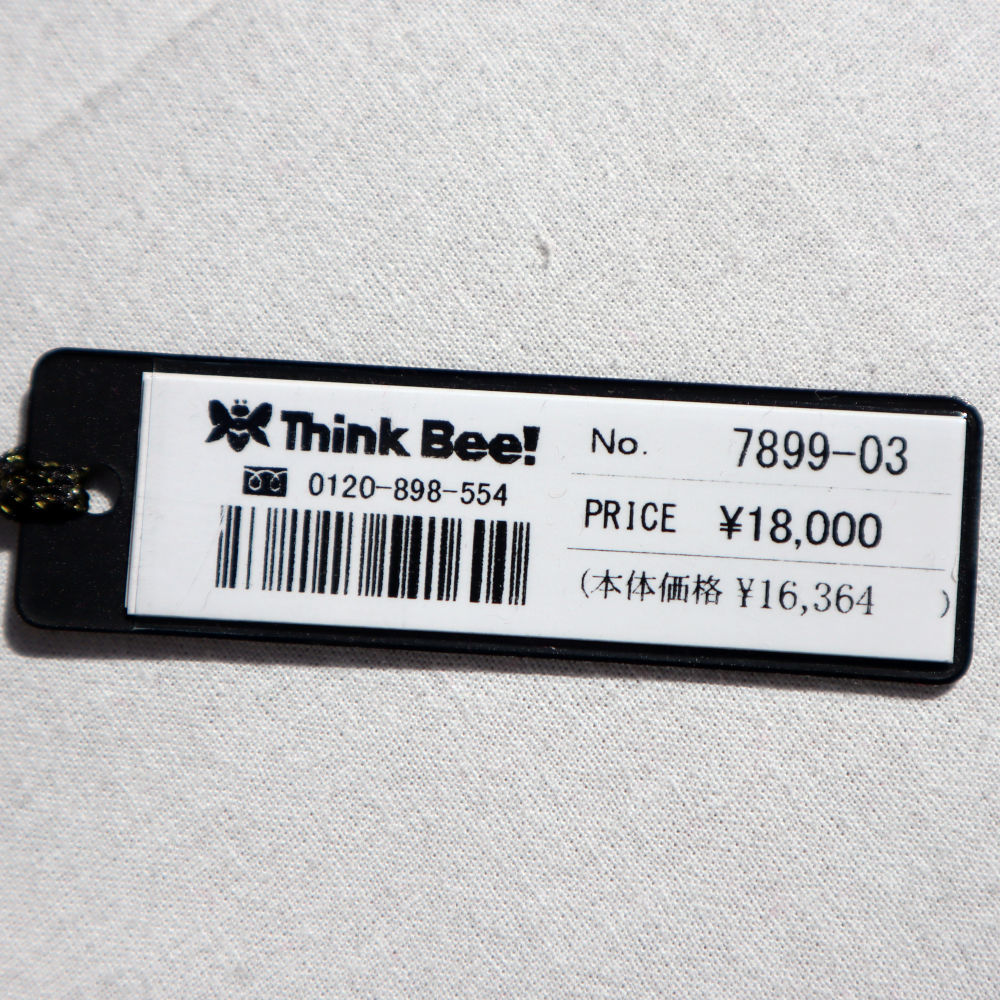 Think Bee!
0120-898-554
No. 7899-03
PRICE ¥18,000
(本体価格 ¥16,364 )